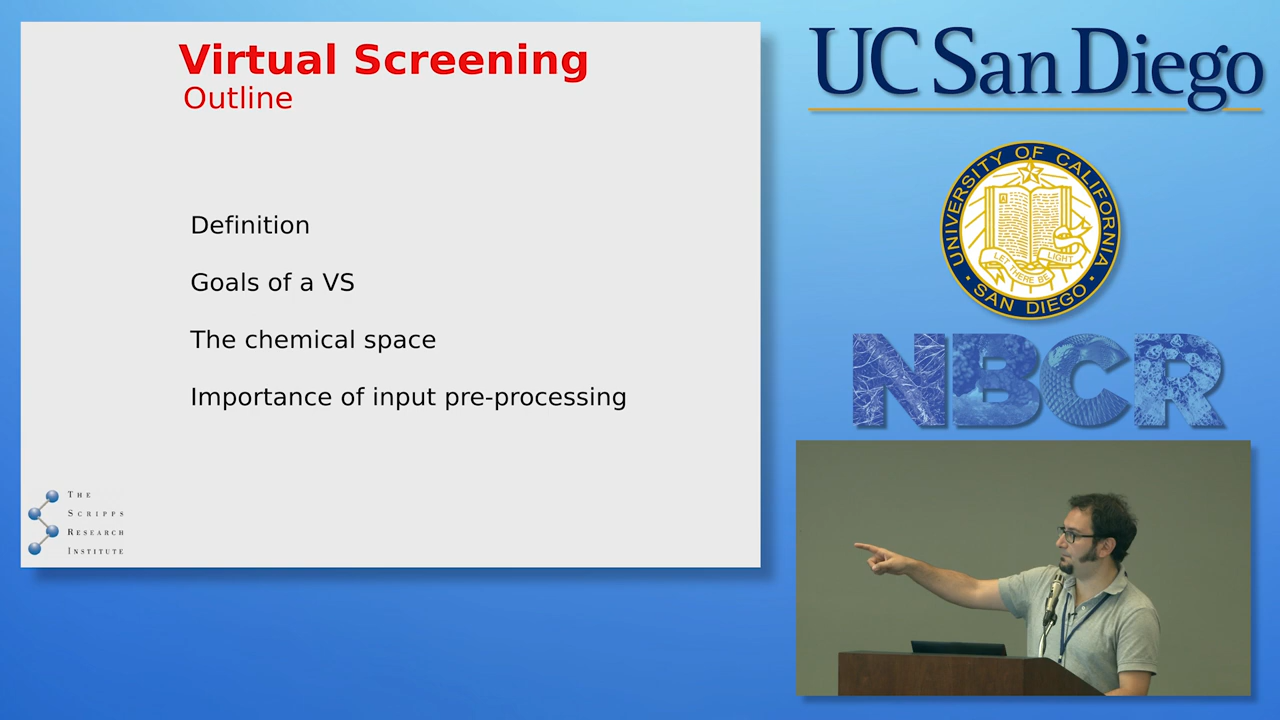 Virtual Screening
Outline
Definition
Goals of a VS
The chemical space
Importance of input pre-processing
THE
SCRIPPS
RESEARCH
INSTITUTE
UC San Diego
UNIVERSITY OF CALIFORNIA
LET THERE BE LIGHT
SAN DIEGO
NBCR